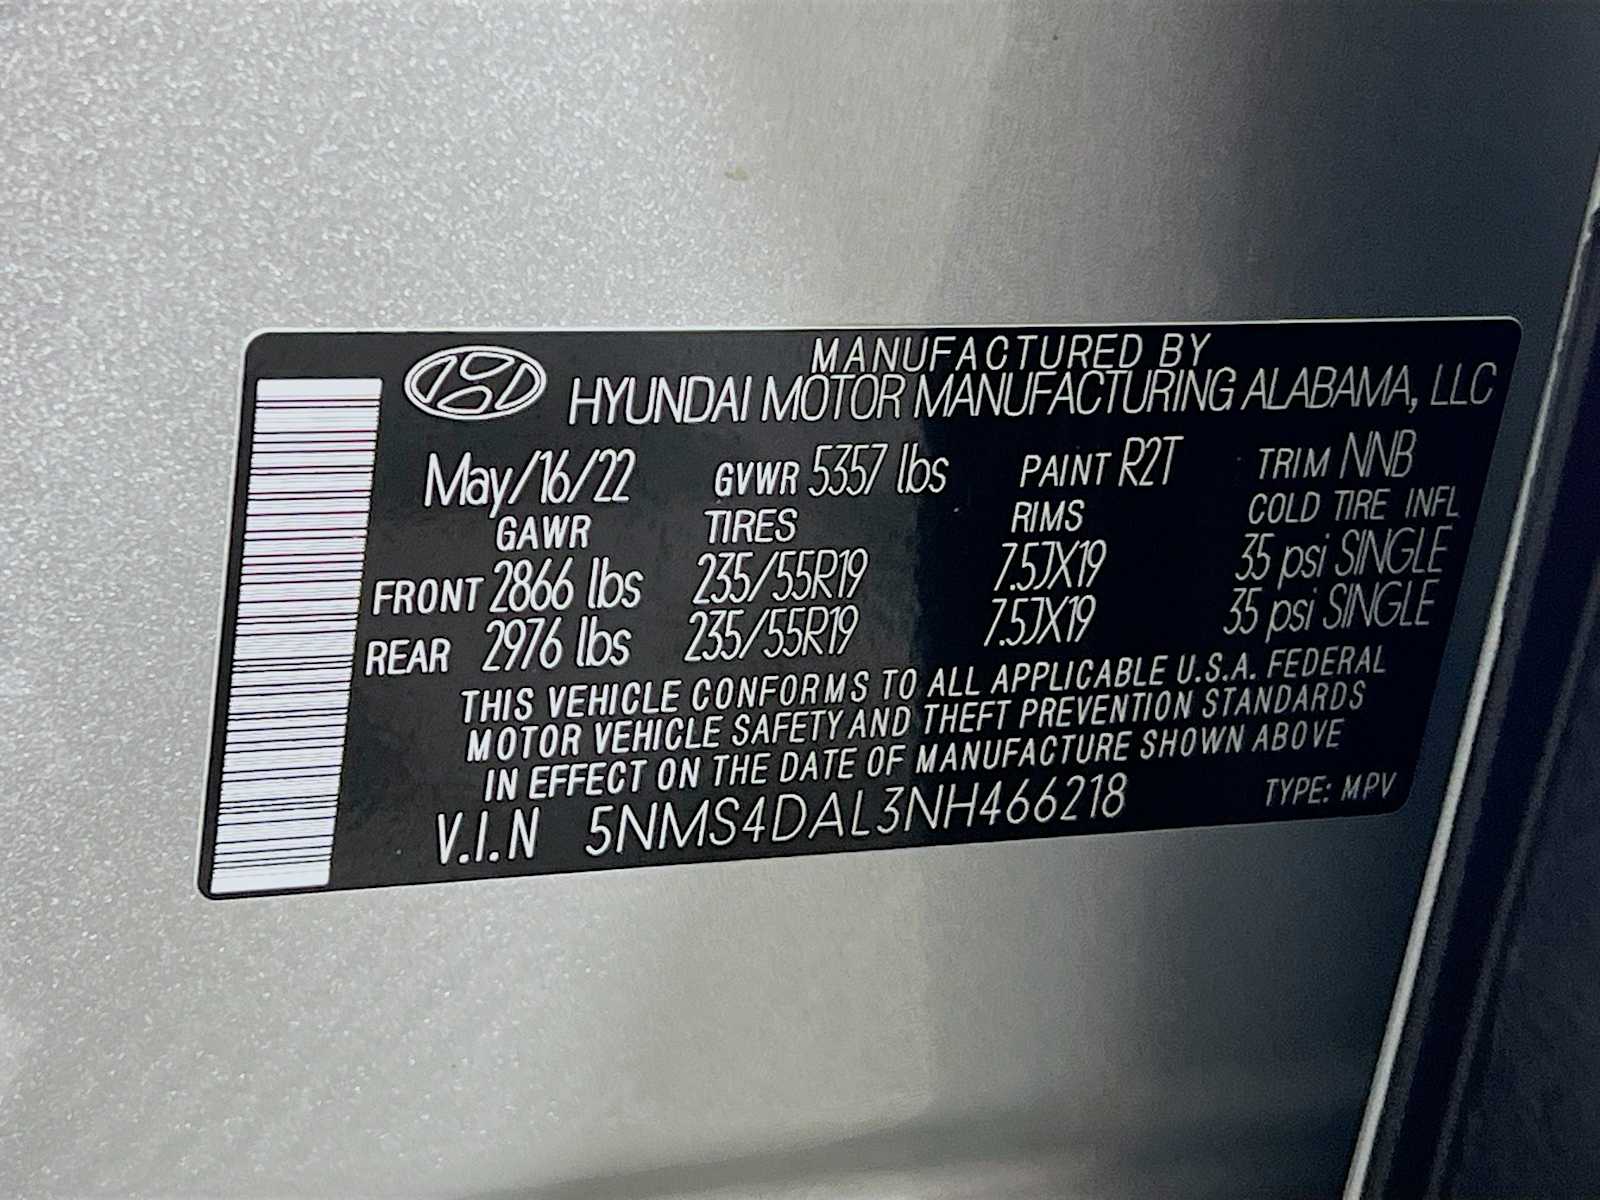 MANUFACTURED BY
HYUNDAI MOTOR MANUFACTURING ALABAMA, LLC
May/16/22 GVWR 5357 lbs PAINT R2T TRIM NNB
GAWR TIRES RIMS COLD TIRE INFL
FRONT 2866 lbs 235/55R19 7.5JX19 35 psi SINGLE
REAR 2976 lbs 235/55R19 7.5JX19 35 psi SINGLE
THIS VEHICLE CONFORMS TO ALL APPLICABLE U.S.A. FEDERAL
MOTOR VEHICLE SAFETY AND THEFT PREVENTION STANDARDS
IN EFFECT ON THE DATE OF MANUFACTURE SHOWN ABOVE
V.I.N 5NMS4DAL3NH466218 TYPE: MPV